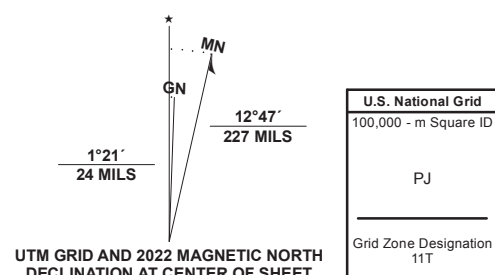 ★
MN
GN
12°47´
227 MILS
1°21´
24 MILS
UTM GRID AND 2022 MAGNETIC NORTH
DECLINATION AT CENTER OF SHEET
U.S. National Grid
100,000 - m Square ID
PJ
Grid Zone Designation
11T